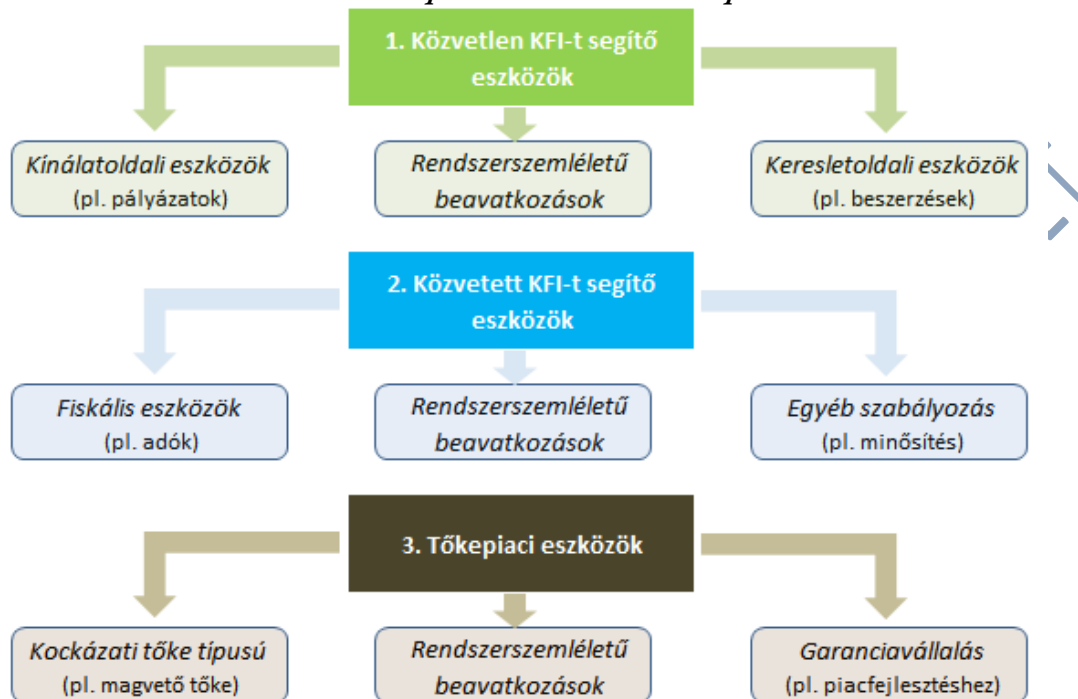 1. Közvetlen KFI-t segítő
eszközök
Kínálatoldali eszközök
(pl. pályázatok)
Rendszerszemléletű
beavatkozások
Keresletoldali eszközök
(pl. beszerzések)
2. Közvetett KFI-t segítő
eszközök
Fiskális eszközök
(pl. adók)
Rendszerszemléletű
beavatkozások
Egyéb szabályozás
(pl. minősítés)
3. Tőkepiaci eszközök
Kockázati tőke típusú
(pl. magvető tőke)
Rendszerszemléletű
beavatkozások
Garanciavállalás
(pl. piacfejlesztéshez)